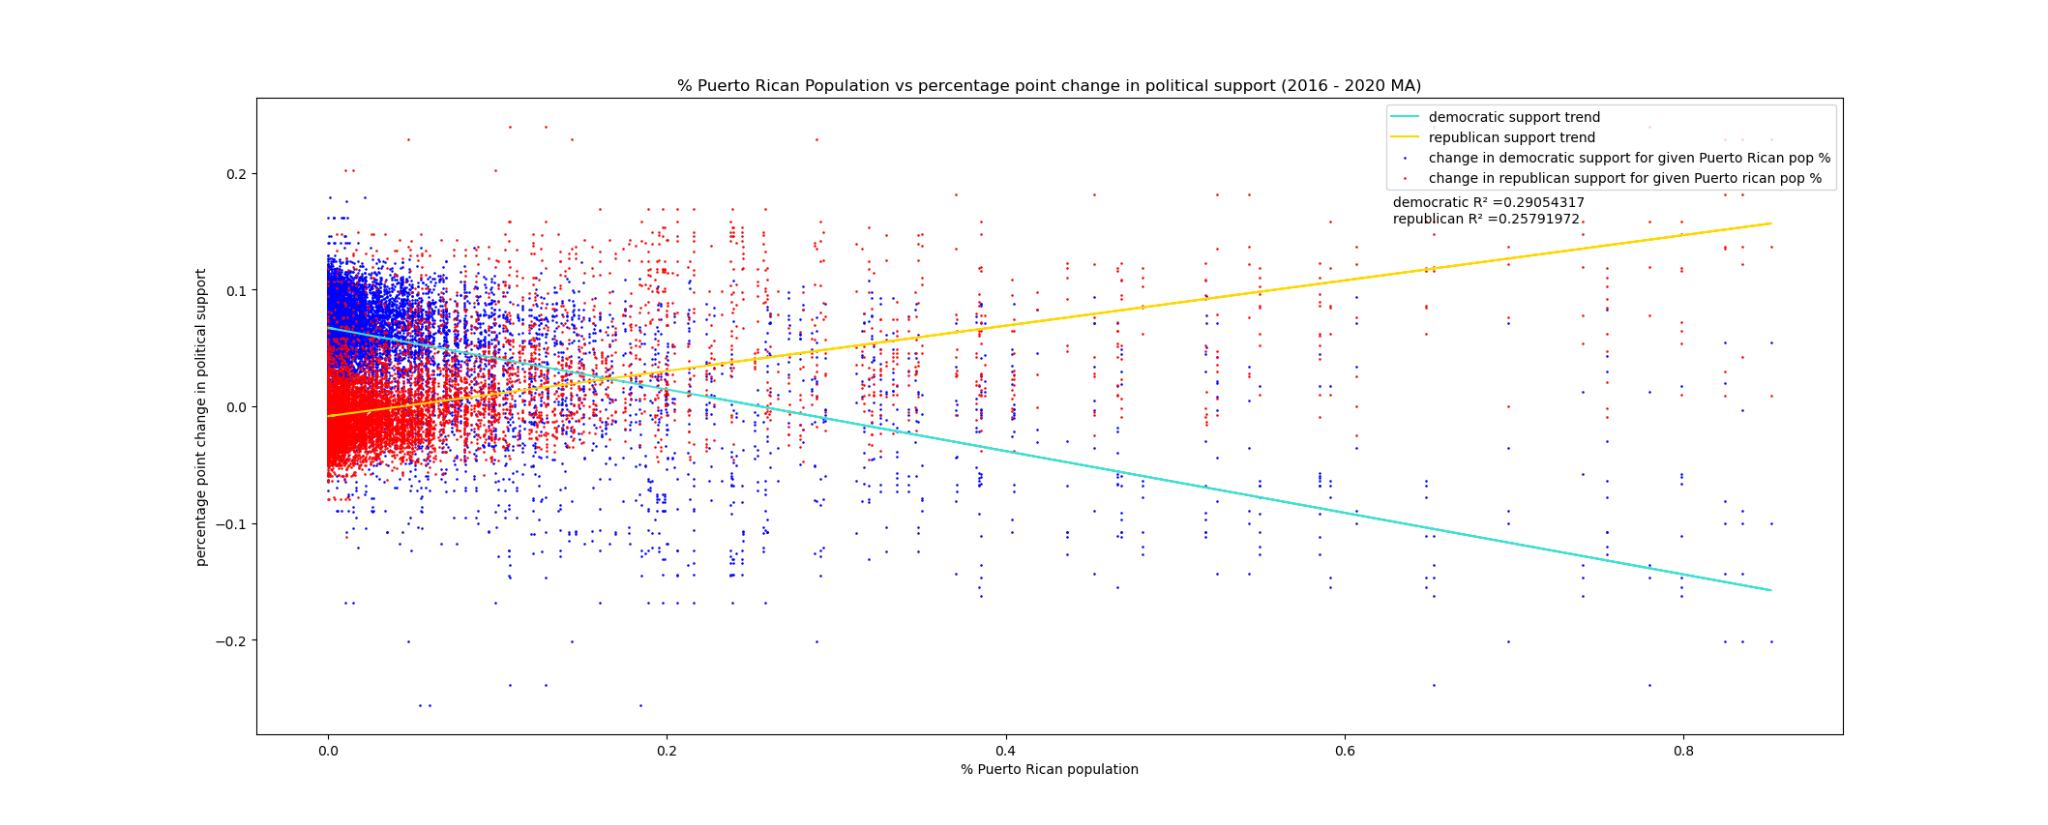 % Puerto Rican Population vs percentage point change in political support (2016 - 2020 MA)
democratic support trend
republican support trend
change in democratic support for given Puerto Rican pop %
change in republican support for given Puerto rican pop %
democratic R² =0.29054317
republican R² =0.25791972
percentage point change in policitical support
0.2
0.1
0.0
−0.1
−0.2
0.0 0.2 0.4 0.6 0.8
% Puerto Rican population